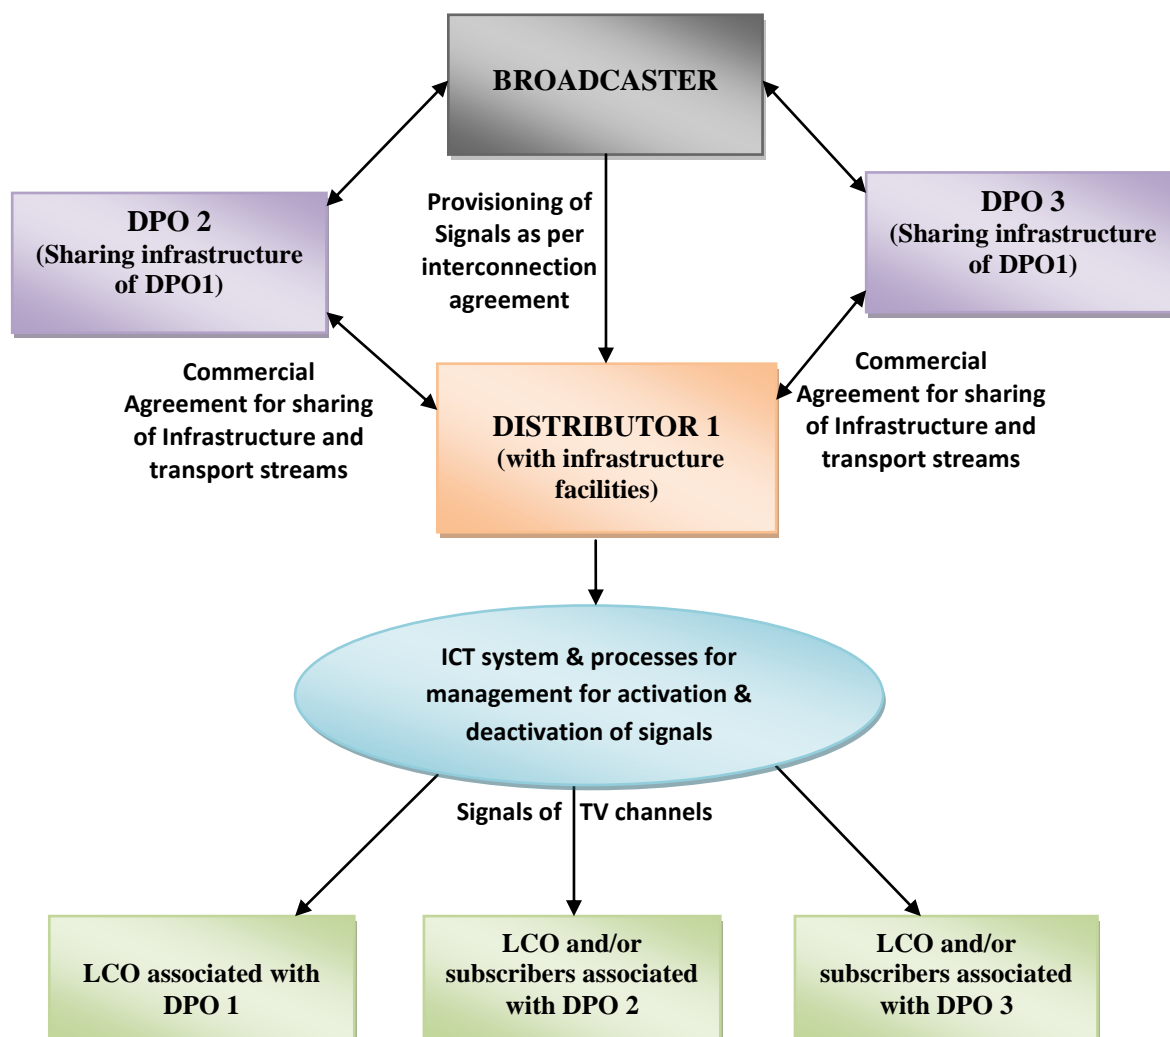 BROADCASTER
DPO 2
(Sharing infrastructure
of DPO1)
Provisioning of
Signals as per
interconnection
agreement
DPO 3
(Sharing infrastructure
of DPO1)
Commercial
Agreement for sharing
of Infrastructure and
transport streams
DISTRIBUTOR 1
(with infrastructure
facilities)
Commercial
Agreement for sharing
of Infrastructure and
transport streams
ICT system & processes for
management for activation &
deactivation of signals
Signals of TV channels
LCO associated with
DPO 1
LCO and/or
subscribers associated
with DPO 2
LCO and/or
subscribers associated
with DPO 3